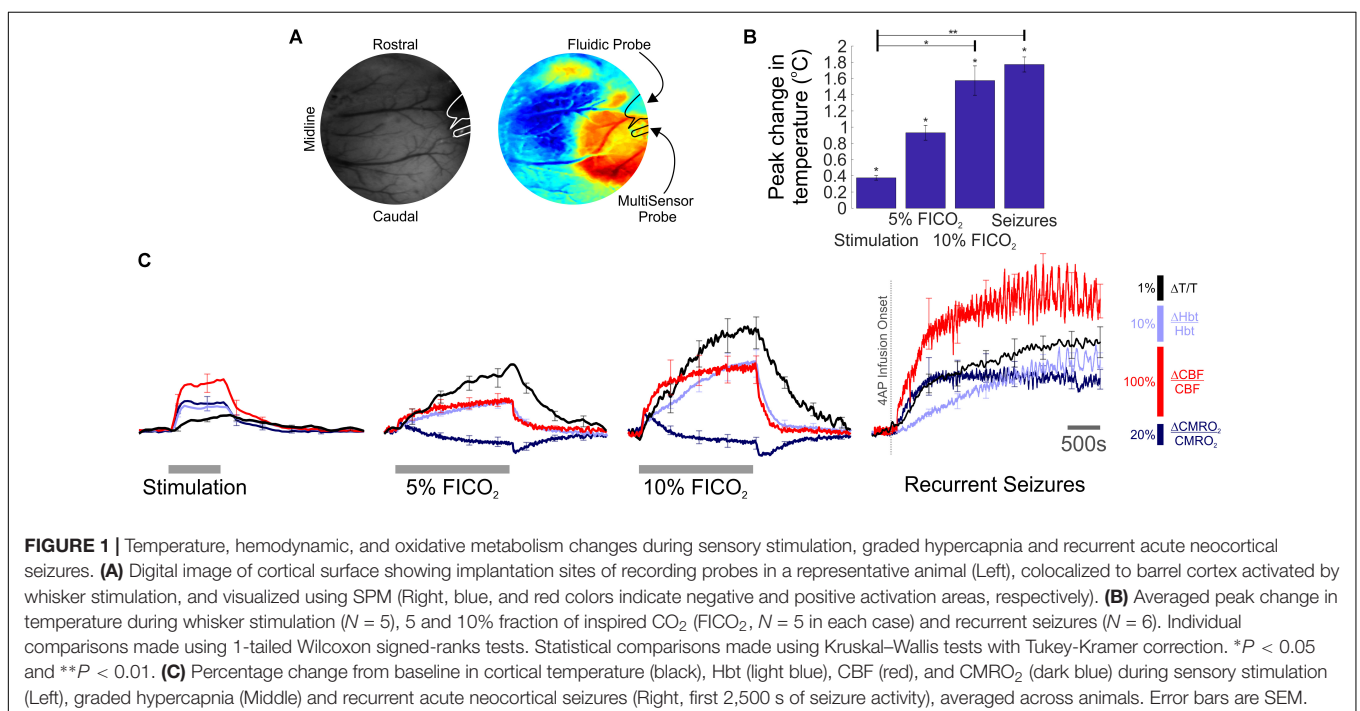 A
Rostral
Midline
Caudal
Fluidic Probe
MultiSensor
Probe
B
Peak change in
temperature (°C)
2
1.8
1.6
1.2
1
0.8
0.4
0.2
0
*
*
*
*
*
**
Stimulation
5% FICO₂
10% FICO₂
Seizures
C
Stimulation
5% FICO₂
10% FICO₂
4AP Infusion Onset
Recurrent Seizures
500s
1% ΔT/T
10% ΔHbt
Hbt
100% ΔCBF
CBF
20% ΔCMRO₂
CMRO₂
FIGURE 1 | Temperature, hemodynamic, and oxidative metabolism changes during sensory stimulation, graded hypercapnia and recurrent acute neocortical
seizures. (A) Digital image of cortical surface showing implantation sites of recording probes in a representative animal (Left), colocalized to barrel cortex activated by
whisker stimulation, and visualized using SPM (Right, blue, and red colors indicate negative and positive activation areas, respectively). (B) Averaged peak change in
temperature during whisker stimulation (N = 5), 5 and 10% fraction of inspired CO₂ (FICO₂, N = 5 in each case) and recurrent seizures (N = 6). Individual
comparisons made using 1-tailed Wilcoxon signed-ranks tests. Statistical comparisons made using Kruskal–Wallis tests with Tukey-Kramer correction. *P < 0.05
and **P < 0.01. (C) Percentage change from baseline in cortical temperature (black), Hbt (light blue), CBF (red), and CMRO₂ (dark blue) during sensory stimulation
(Left), graded hypercapnia (Middle) and recurrent acute neocortical seizures (Right, first 2,500 s of seizure activity), averaged across animals. Error bars are SEM.